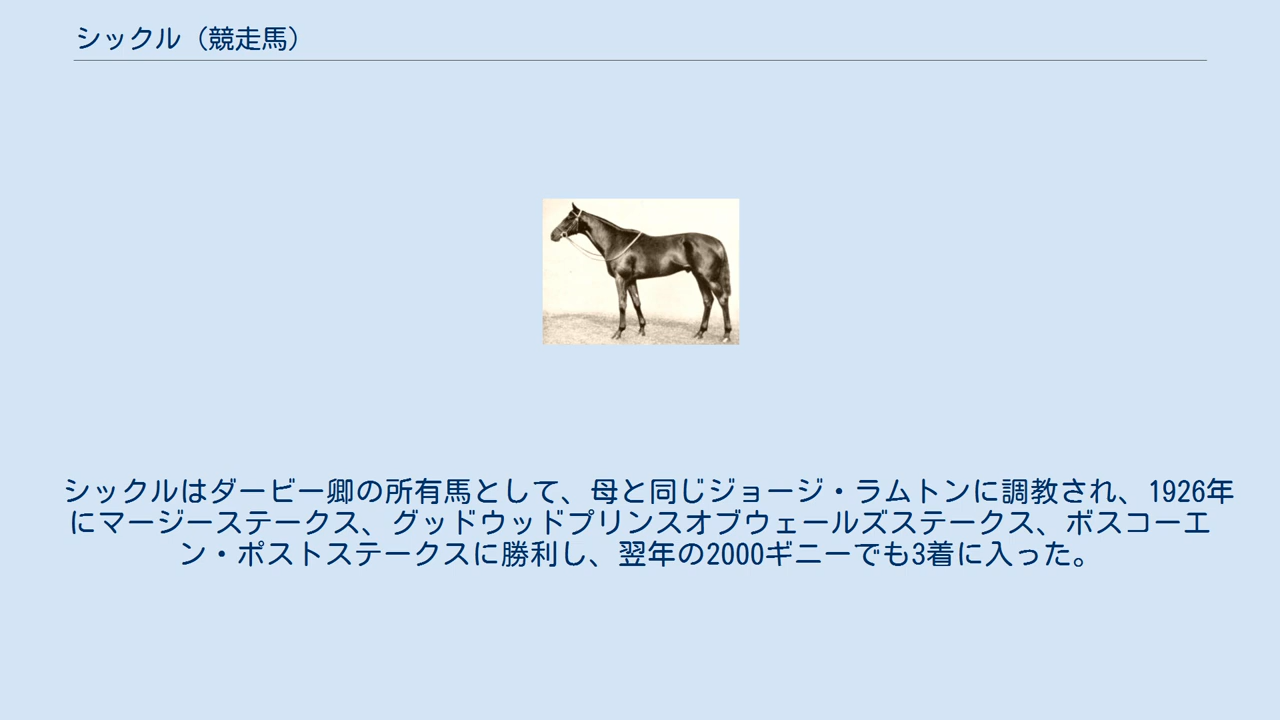 シックル（競走馬）
シックルはダービー卿の所有馬として、母と同じジョージ・ラムトンに調教され、1926年
にマージーステークス、グッドウッドプリンスオブウェールズステークス、ボスコーエ
ン・ポストステークスに勝利し、翌年の2000ギニーでも3着に入った。